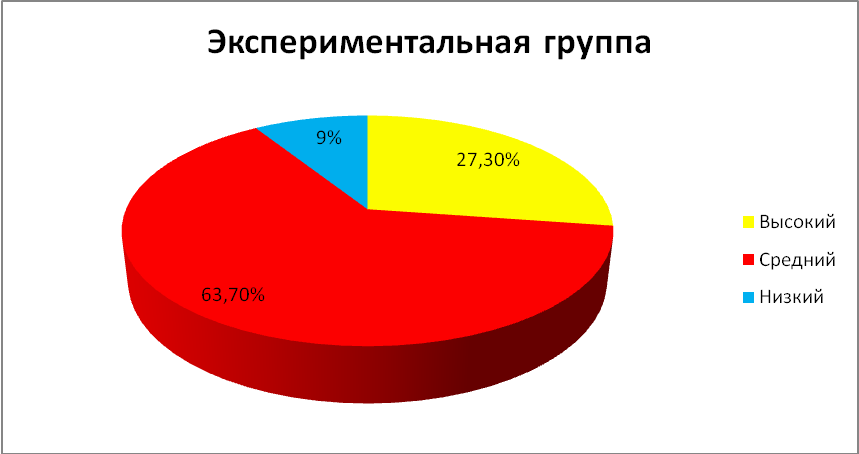 Экспериментальная группа
9%
27,30%
63,70%
Высокий
Средний
Низкий